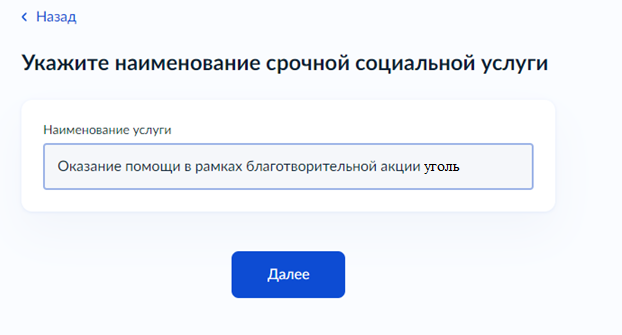 Назад
Укажите наименование срочной социальной услуги
Наименование услуги
Оказание помощи в рамках благотворительной акции уголь
Далее